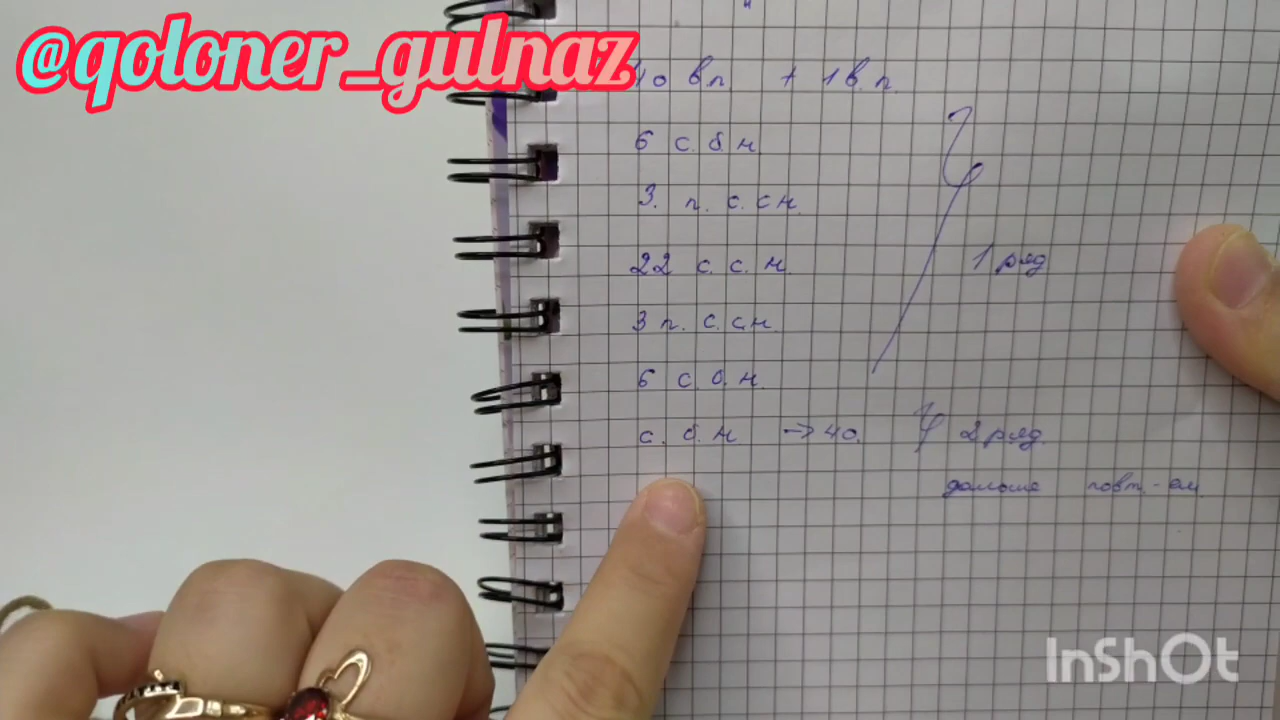 @qoloner_gulnaz
40 в.п. + 1 в.п.
6 с.б.н.
3. п.с.сн.
22 с.с.н.
1 ряд
3 п. с.сн.
6 с.б.н.
с.б.н → 40. 2 ряд.
дальше повт.-ем
InShOt